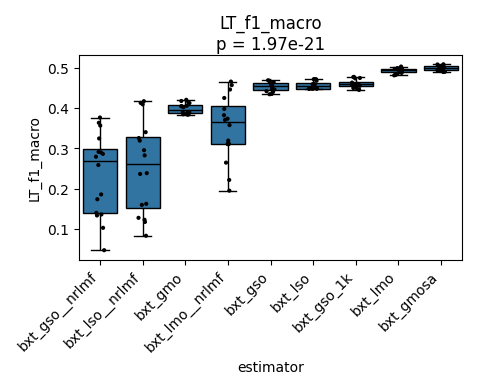 LT_f1_macro
p = 1.97e-21
LT_f1_macro
0.5
0.4
0.3
0.2
0.1
bxt_gso__nrlmf
bxt_lso__nrlmf
bxt_gmo
bxt_lmo__nrlmf
bxt_gso
bxt_lso
bxt_gso_1k
bxt_lmo
bxt_gmosa
estimator